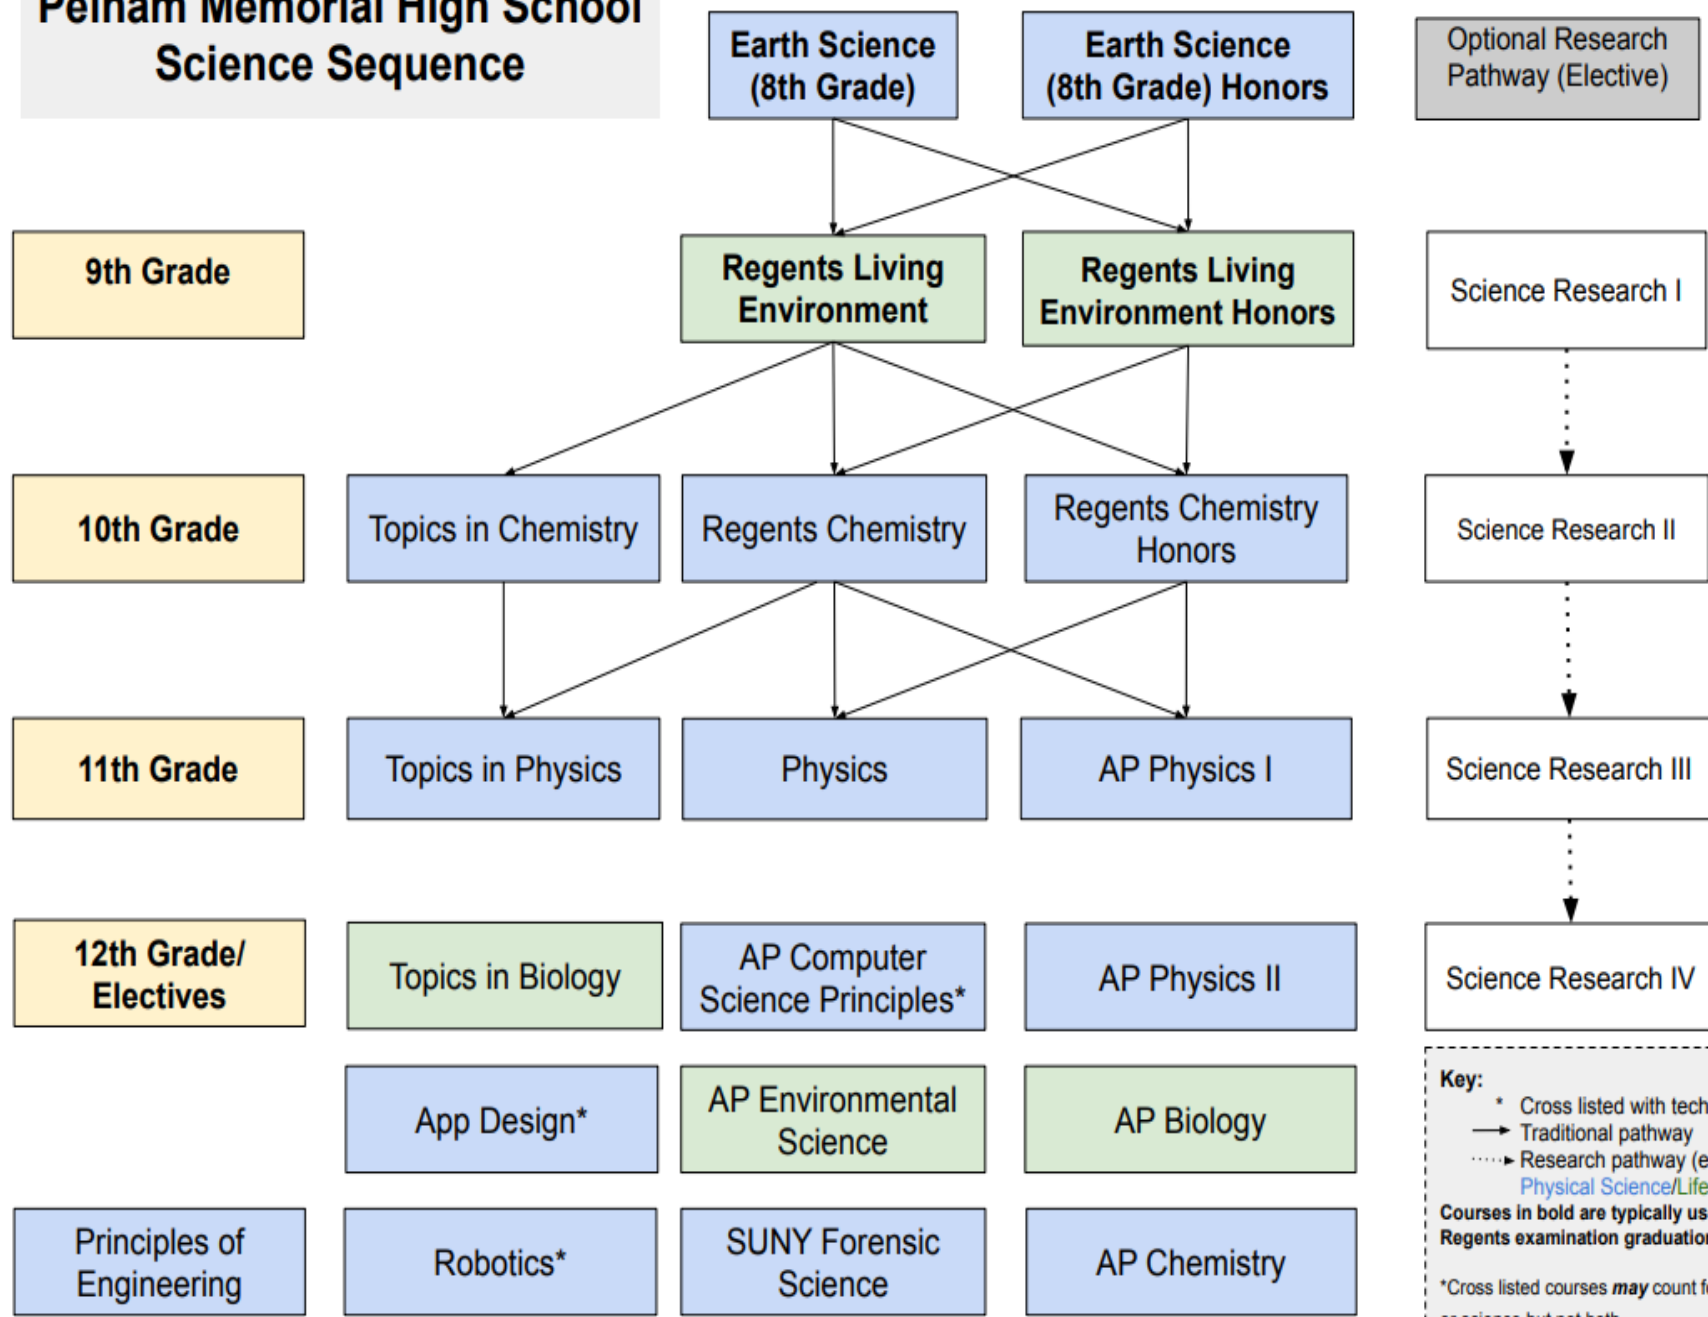 Pelham Memorial High School
Science Sequence
Earth Science
(8th Grade)
Earth Science
(8th Grade) Honors
Optional Research
Pathway (Elective)
9th Grade
Regents Living
Environment
Regents Living
Environment Honors
Science Research I
10th Grade
Topics in Chemistry
Regents Chemistry
Regents Chemistry
Honors
Science Research II
11th Grade
Topics in Physics
Physics
AP Physics I
Science Research III
12th Grade/
Electives
Topics in Biology
AP Computer
Science Principles*
AP Physics II
Science Research IV
App Design*
AP Environmental
Science
AP Biology
Principles of
Engineering
Robotics*
SUNY Forensic
Science
AP Chemistry
Key:
* Cross listed with tech
Traditional pathway
Research pathway (e
Physical Science/Life
Courses in bold are typically us
Regents examination graduation
*Cross listed courses may count f
or science but not both